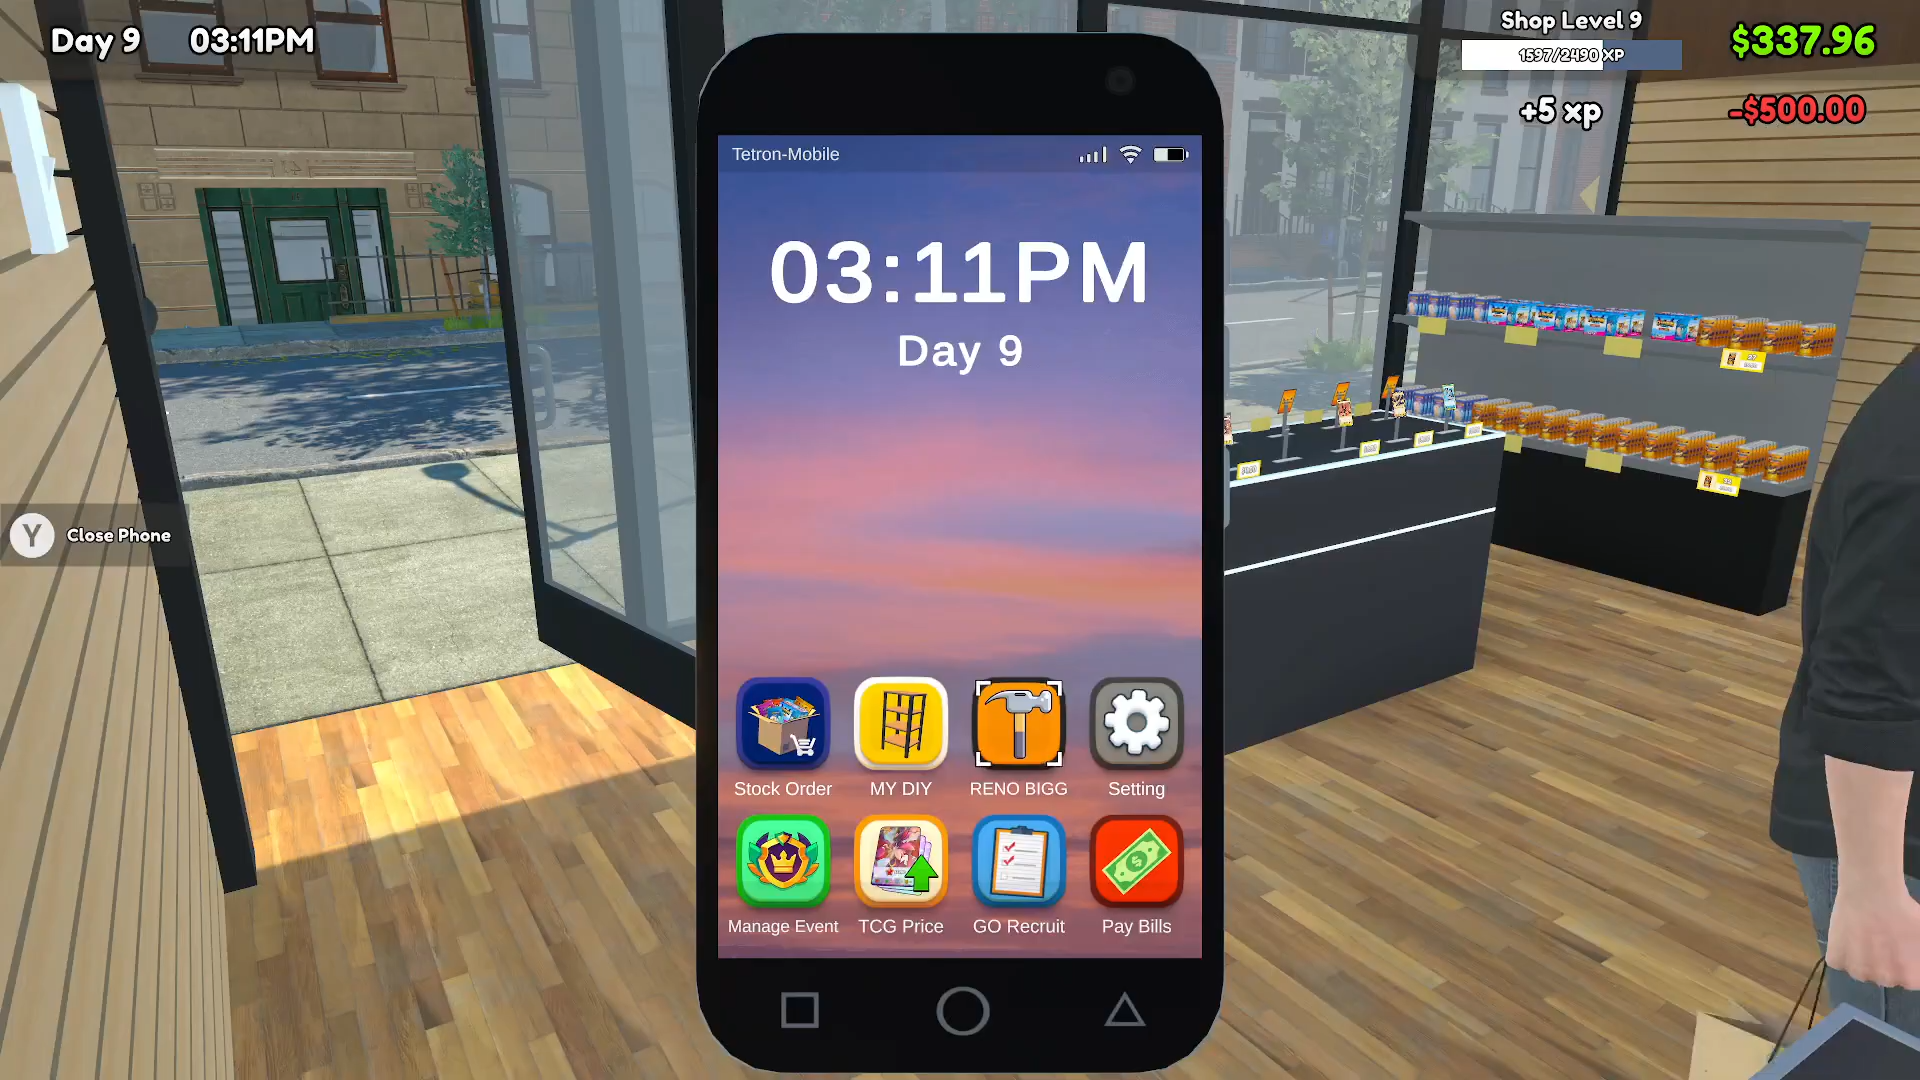 Day 9
03:11PM
Shop Level 9
1597/2490 XP
$337.96
+5 xp
-$500.00
Tetron-Mobile
03:11PM
Day 9
Y Close Phone
Stock Order
MY DIY
RENO BIGG
Setting
Manage Event
TCG Price
GO Recruit
Pay Bills